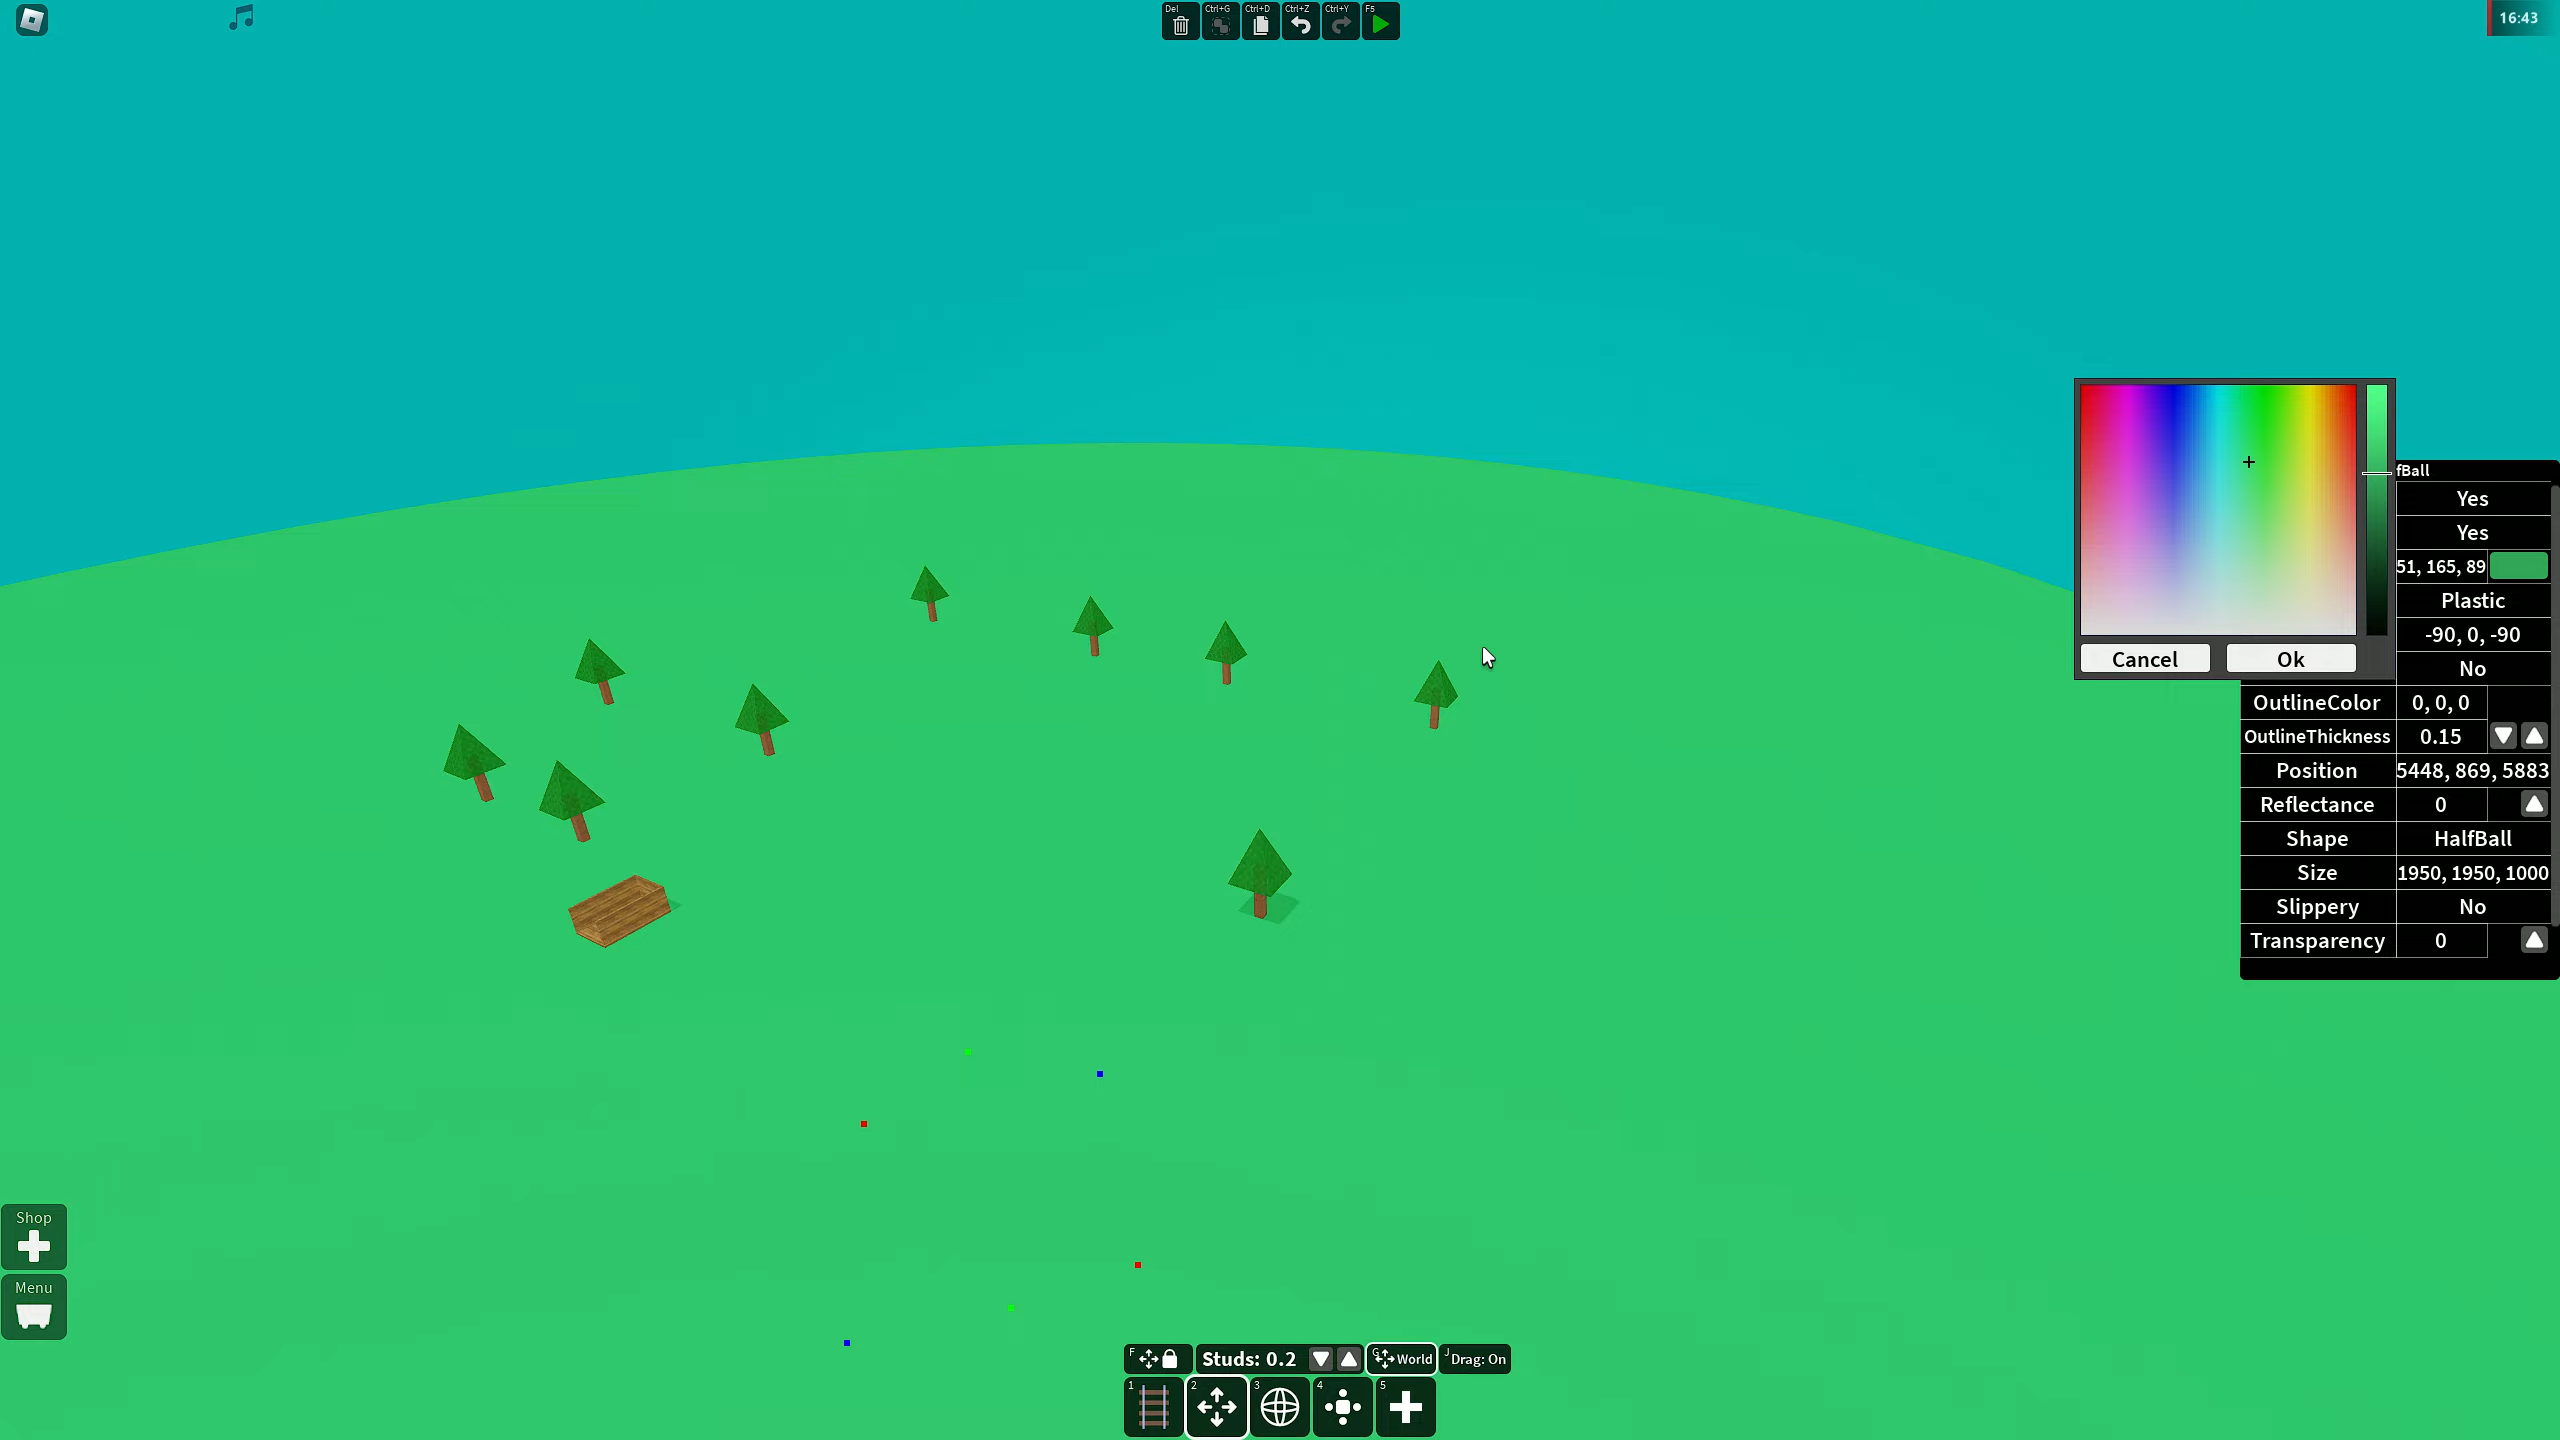 Del
Ctrl+G
Ctrl+D
Ctrl+Z
Ctrl+Y
F5
16:43
fBall
Yes
Yes
51, 165, 89
Plastic
-90, 0, -90
Cancel
Ok
No
OutlineColor 0, 0, 0
OutlineThickness 0.15
Position 5448, 869, 5883
Reflectance 0
Shape HalfBall
Size 1950, 1950, 1000
Slippery No
Transparency 0
Shop
Menu
F
Studs: 0.2
G World
J Drag: On
1
2
3
4
5